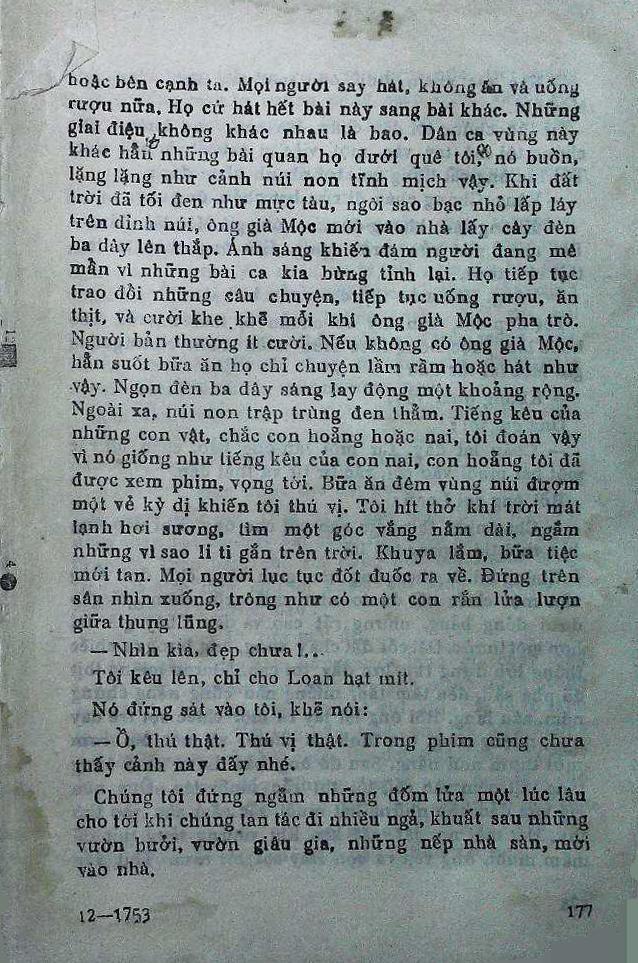 hoặc bên cạnh ta. Mọi người say hát, không ăn và uống
rượu nữa. Họ cứ hát hết bài này sang bài khác. Những
giai điệu không khác nhau là bao. Dân ca vùng này
khác hẳn những bài quan họ dưới quê tôi, nó buồn,
lặng lặng như cảnh núi non tĩnh mịch vậy. Khi đất
trời đã tối đen như mực tàu, ngôi sao bạc nhỏ lấp láy
trên đỉnh núi, ông già Mộc mới vào nhà lấy cây đèn
ba dây lên thắp. Ánh sáng khiến đám người đang mê
mẩn vì những bài ca kia bừng tỉnh lại. Họ tiếp tục
trao đổi những câu chuyện, tiếp tục uống rượu, ăn
thịt, và cười khe khẽ mỗi khi ông già Mộc pha trò.
Người bản thường ít cười. Nếu không có ông già Mộc,
hẳn suốt bữa ăn họ chỉ chuyện lầm rầm hoặc hát như
vậy. Ngọn đèn ba dây sáng lay động một khoảng rộng.
Ngoài xa, núi non trập trùng đen thẫm. Tiếng kêu của
những con vật, chắc con hoẵng hoặc nai, tôi đoán vậy
vì nó giống như tiếng kêu của con nai, con hoẵng tôi đã
được xem phim, vọng tới. Bữa ăn đêm vùng núi đượm
một vẻ kỳ dị khiến tôi thú vị. Tôi hít thở khí trời mát
lạnh hơi sương, tìm một góc vắng nằm dài, ngắm
những vì sao li ti gắn trên trời. Khuya lắm, bữa tiệc
mới tan. Mọi người lục tục đốt đuốc ra về. Đứng trên
sân nhìn xuống, trông như có một con rắn lửa lượn
giữa thung lũng.
— Nhìn kìa, đẹp chưa!..
Tôi kêu lên, chỉ cho Loan hạt mít.
Nó đứng sát vào tôi, khẽ nói:
— Ồ, thú thật. Thú vị thật. Trong phim cũng chưa
thấy cảnh này đấy nhé.
Chúng tôi đứng ngắm những đốm lửa một lúc lâu
cho tới khi chúng tan tác đi nhiều ngả, khuất sau những
vườn bưởi, vườn giâu gia, những nếp nhà sàn, mời
vào nhà.
12—1753
177